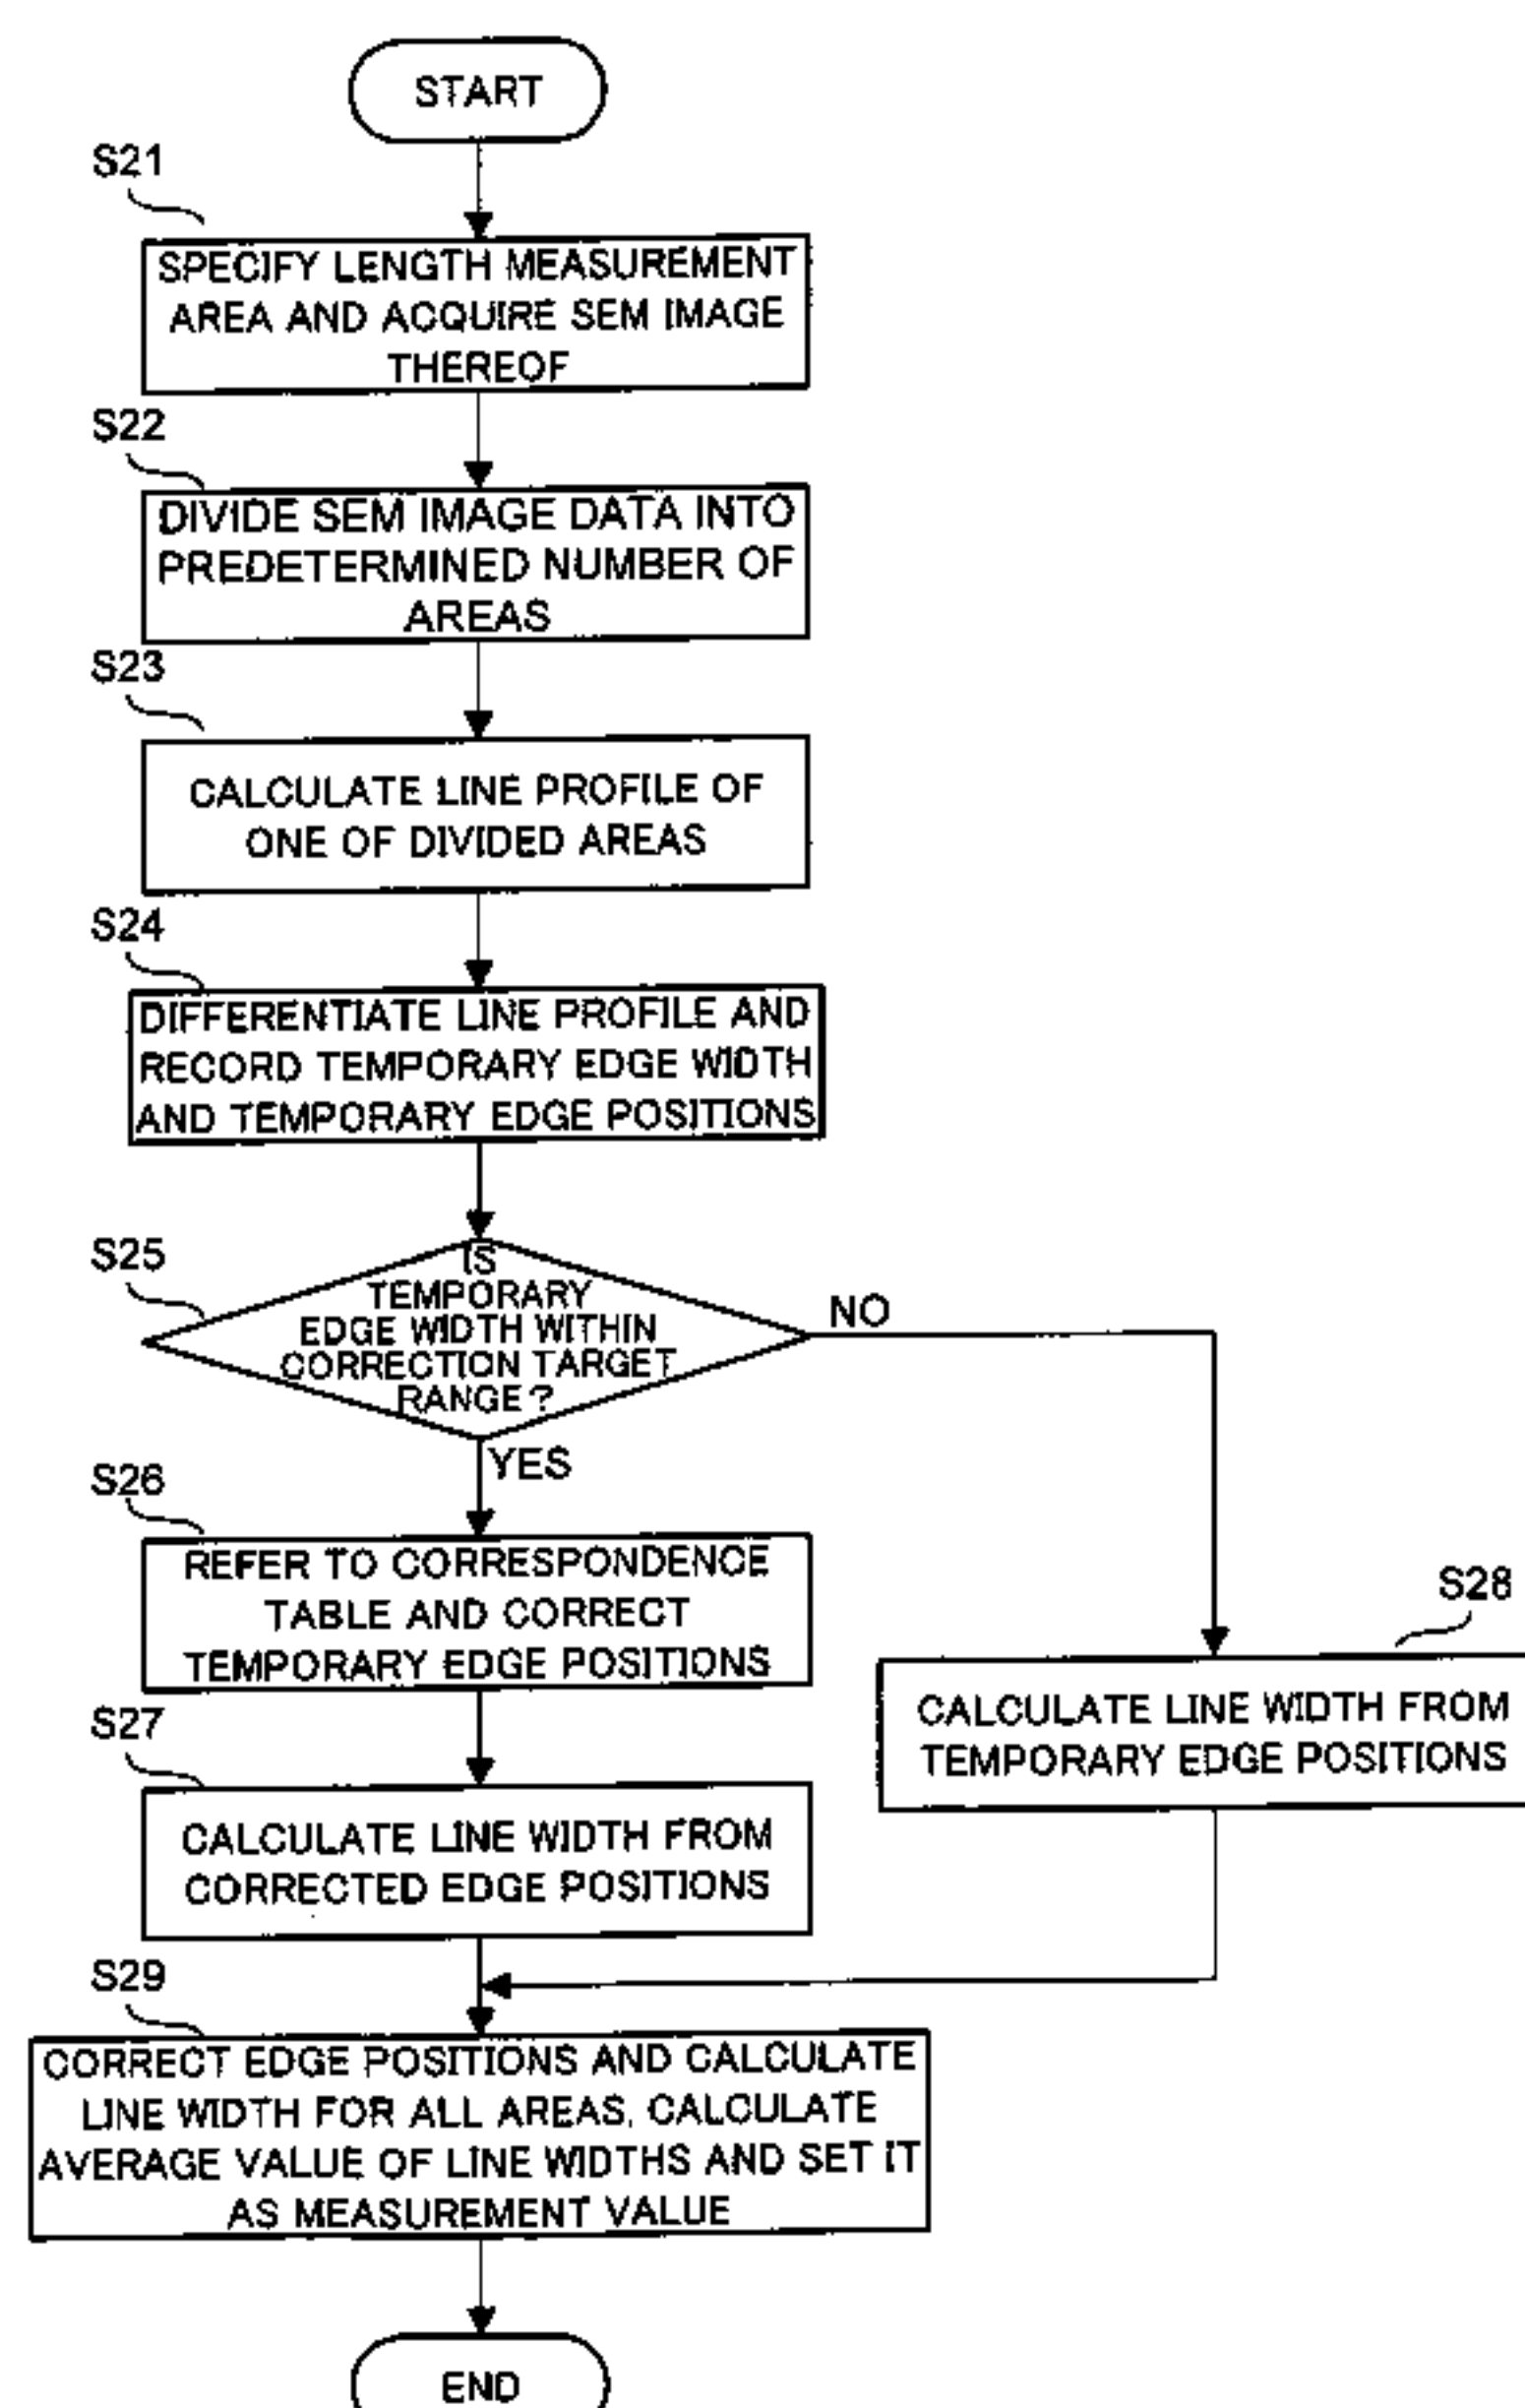 START
S21
SPECIFY LENGTH MEASUREMENT
AREA AND ACQUIRE SEM IMAGE
THEREOF
S22
DIVIDE SEM IMAGE DATA INTO
PREDETERMINED NUMBER OF
AREAS
S23
CALCULATE LINE PROFILE OF
ONE OF DIVIDED AREAS
S24
DIFFERENTIATE LINE PROFILE AND
RECORD TEMPORARY EDGE WIDTH
AND TEMPORARY EDGE POSITIONS
S25
IS
TEMPORARY
EDGE WIDTH WITHIN
CORRECTION TARGET
RANGE?
NO
YES
S26
REFER TO CORRESPONDENCE
TABLE AND CORRECT
TEMPORARY EDGE POSITIONS
S27
CALCULATE LINE WIDTH FROM
CORRECTED EDGE POSITIONS
S28
CALCULATE LINE WIDTH FROM
TEMPORARY EDGE POSITIONS
S29
CORRECT EDGE POSITIONS AND CALCULATE
LINE WIDTH FOR ALL AREAS, CALCULATE
AVERAGE VALUE OF LINE WIDTHS AND SET IT
AS MEASUREMENT VALUE
END